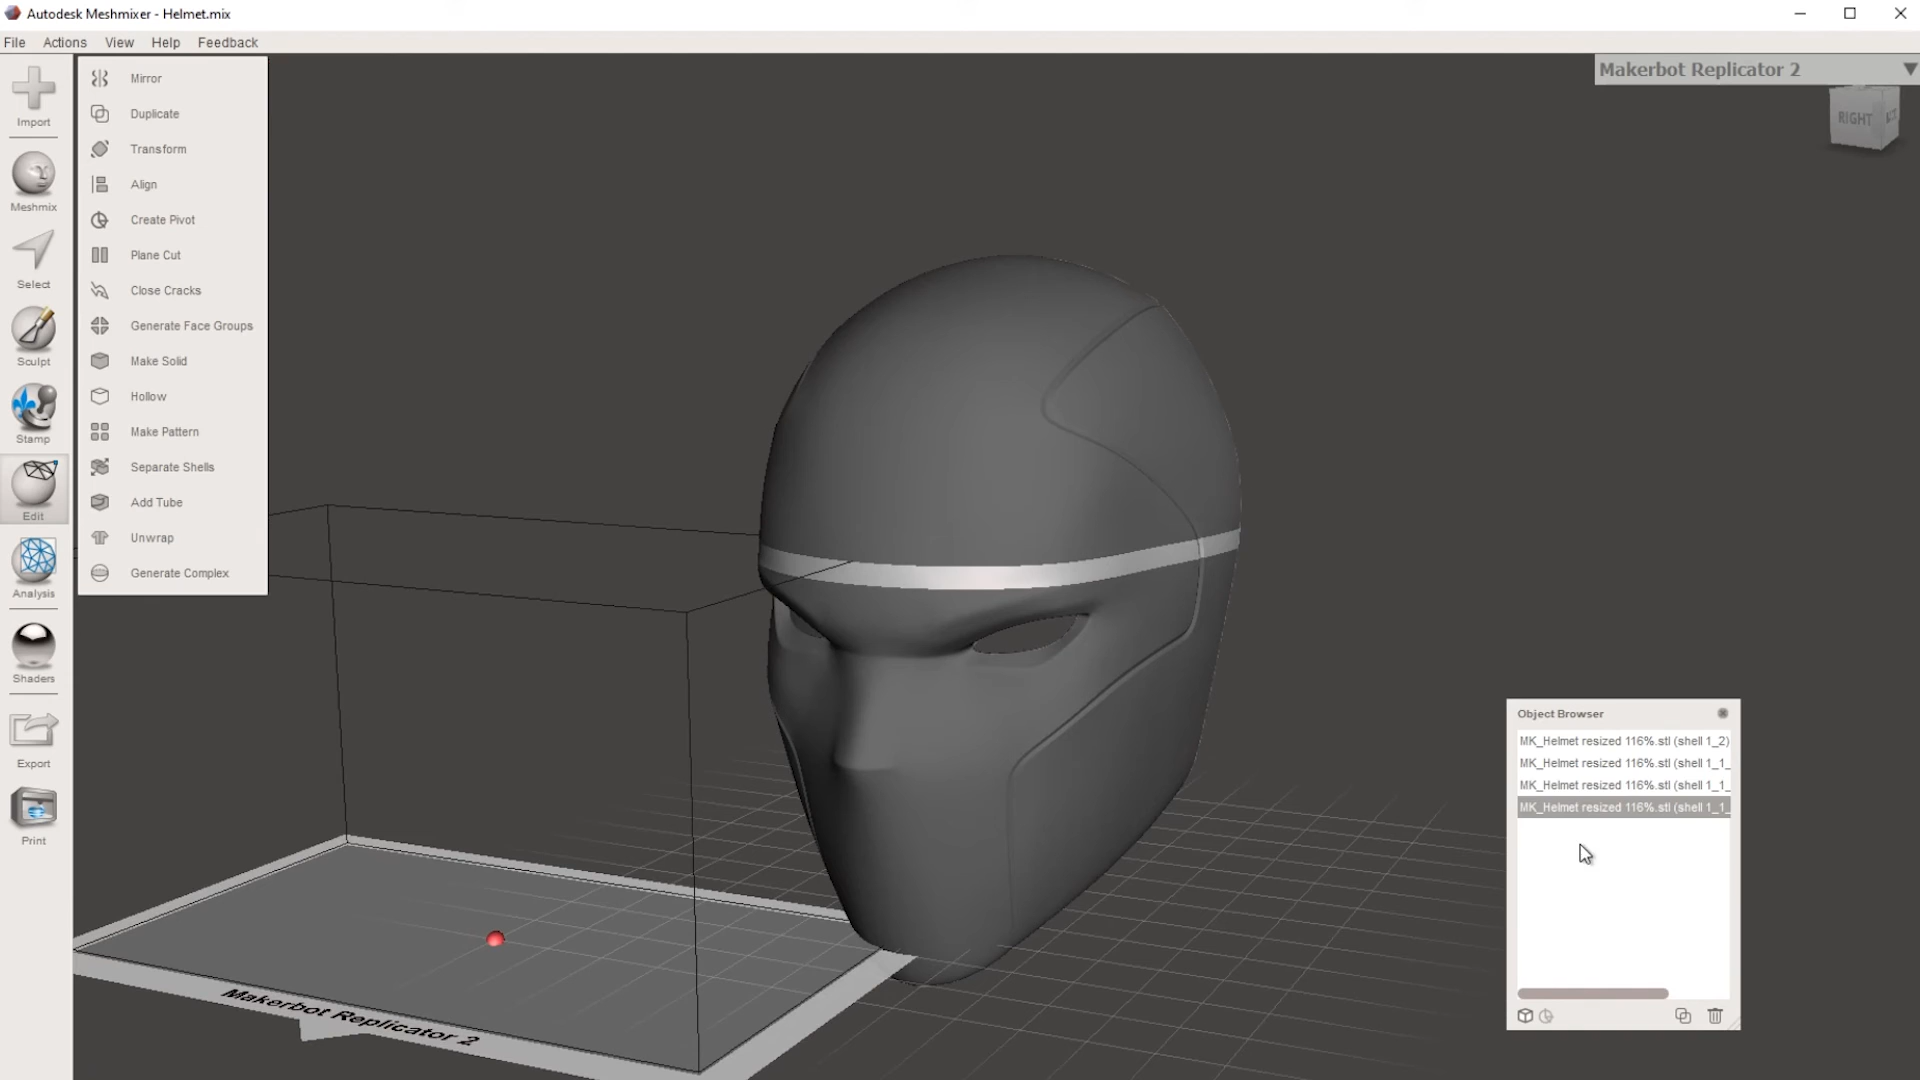 Autodesk Meshmixer - Helmet.mix
File Actions View Help Feedback
Import
Meshmix
Select
Sculpt
Stamp
Edit
Analysis
Shaders
Export
Print
Mirror
Duplicate
Transform
Align
Create Pivot
Plane Cut
Close Cracks
Generate Face Groups
Make Solid
Hollow
Make Pattern
Separate Shells
Add Tube
Unwrap
Generate Complex
Makerbot Replicator 2
RIGHT
Makerbot Replicator 2
Object Browser
MK_Helmet resized 116%.stl (shell 1_2)
MK_Helmet resized 116%.stl (shell 1_1_
MK_Helmet resized 116%.stl (shell 1_1_
MK_Helmet resized 116%.stl (shell 1_1_